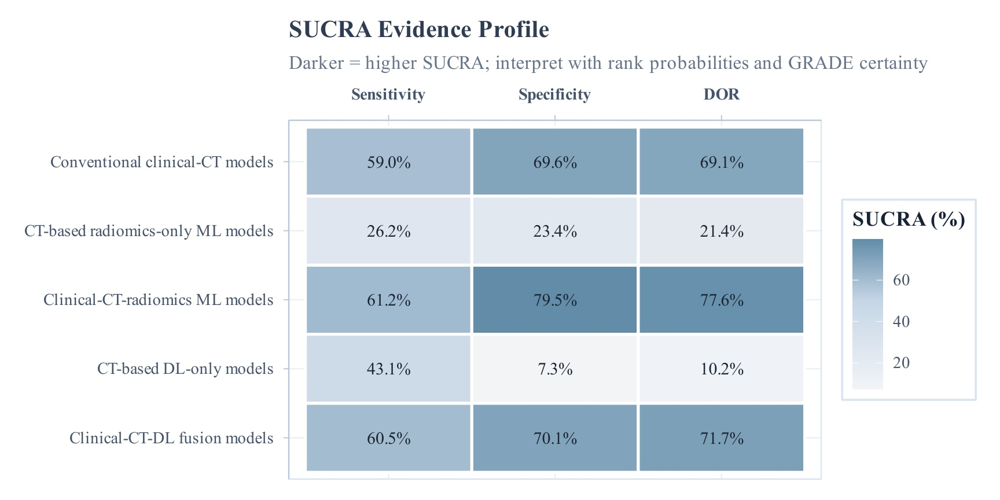 SUCRA Evidence Profile
Darker = higher SUCRA; interpret with rank probabilities and GRADE certainty
Sensitivity Specificity DOR
Conventional clinical-CT models 59.0% 69.6% 69.1%
CT-based radiomics-only ML models 26.2% 23.4% 21.4%
Clinical-CT-radiomics ML models 61.2% 79.5% 77.6%
CT-based DL-only models 43.1% 7.3% 10.2%
Clinical-CT-DL fusion models 60.5% 70.1% 71.7%
SUCRA (%)
60
40
20